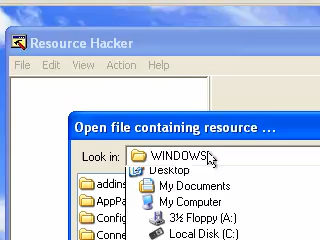 Resource Hacker
File Edit View Action Help
Open file containing resource ...
Look in: WINDOWS
Desktop
addins
My Documents
AppPa
My Computer
Config
3½ Floppy (A:)
Connec
Local Disk (C:)